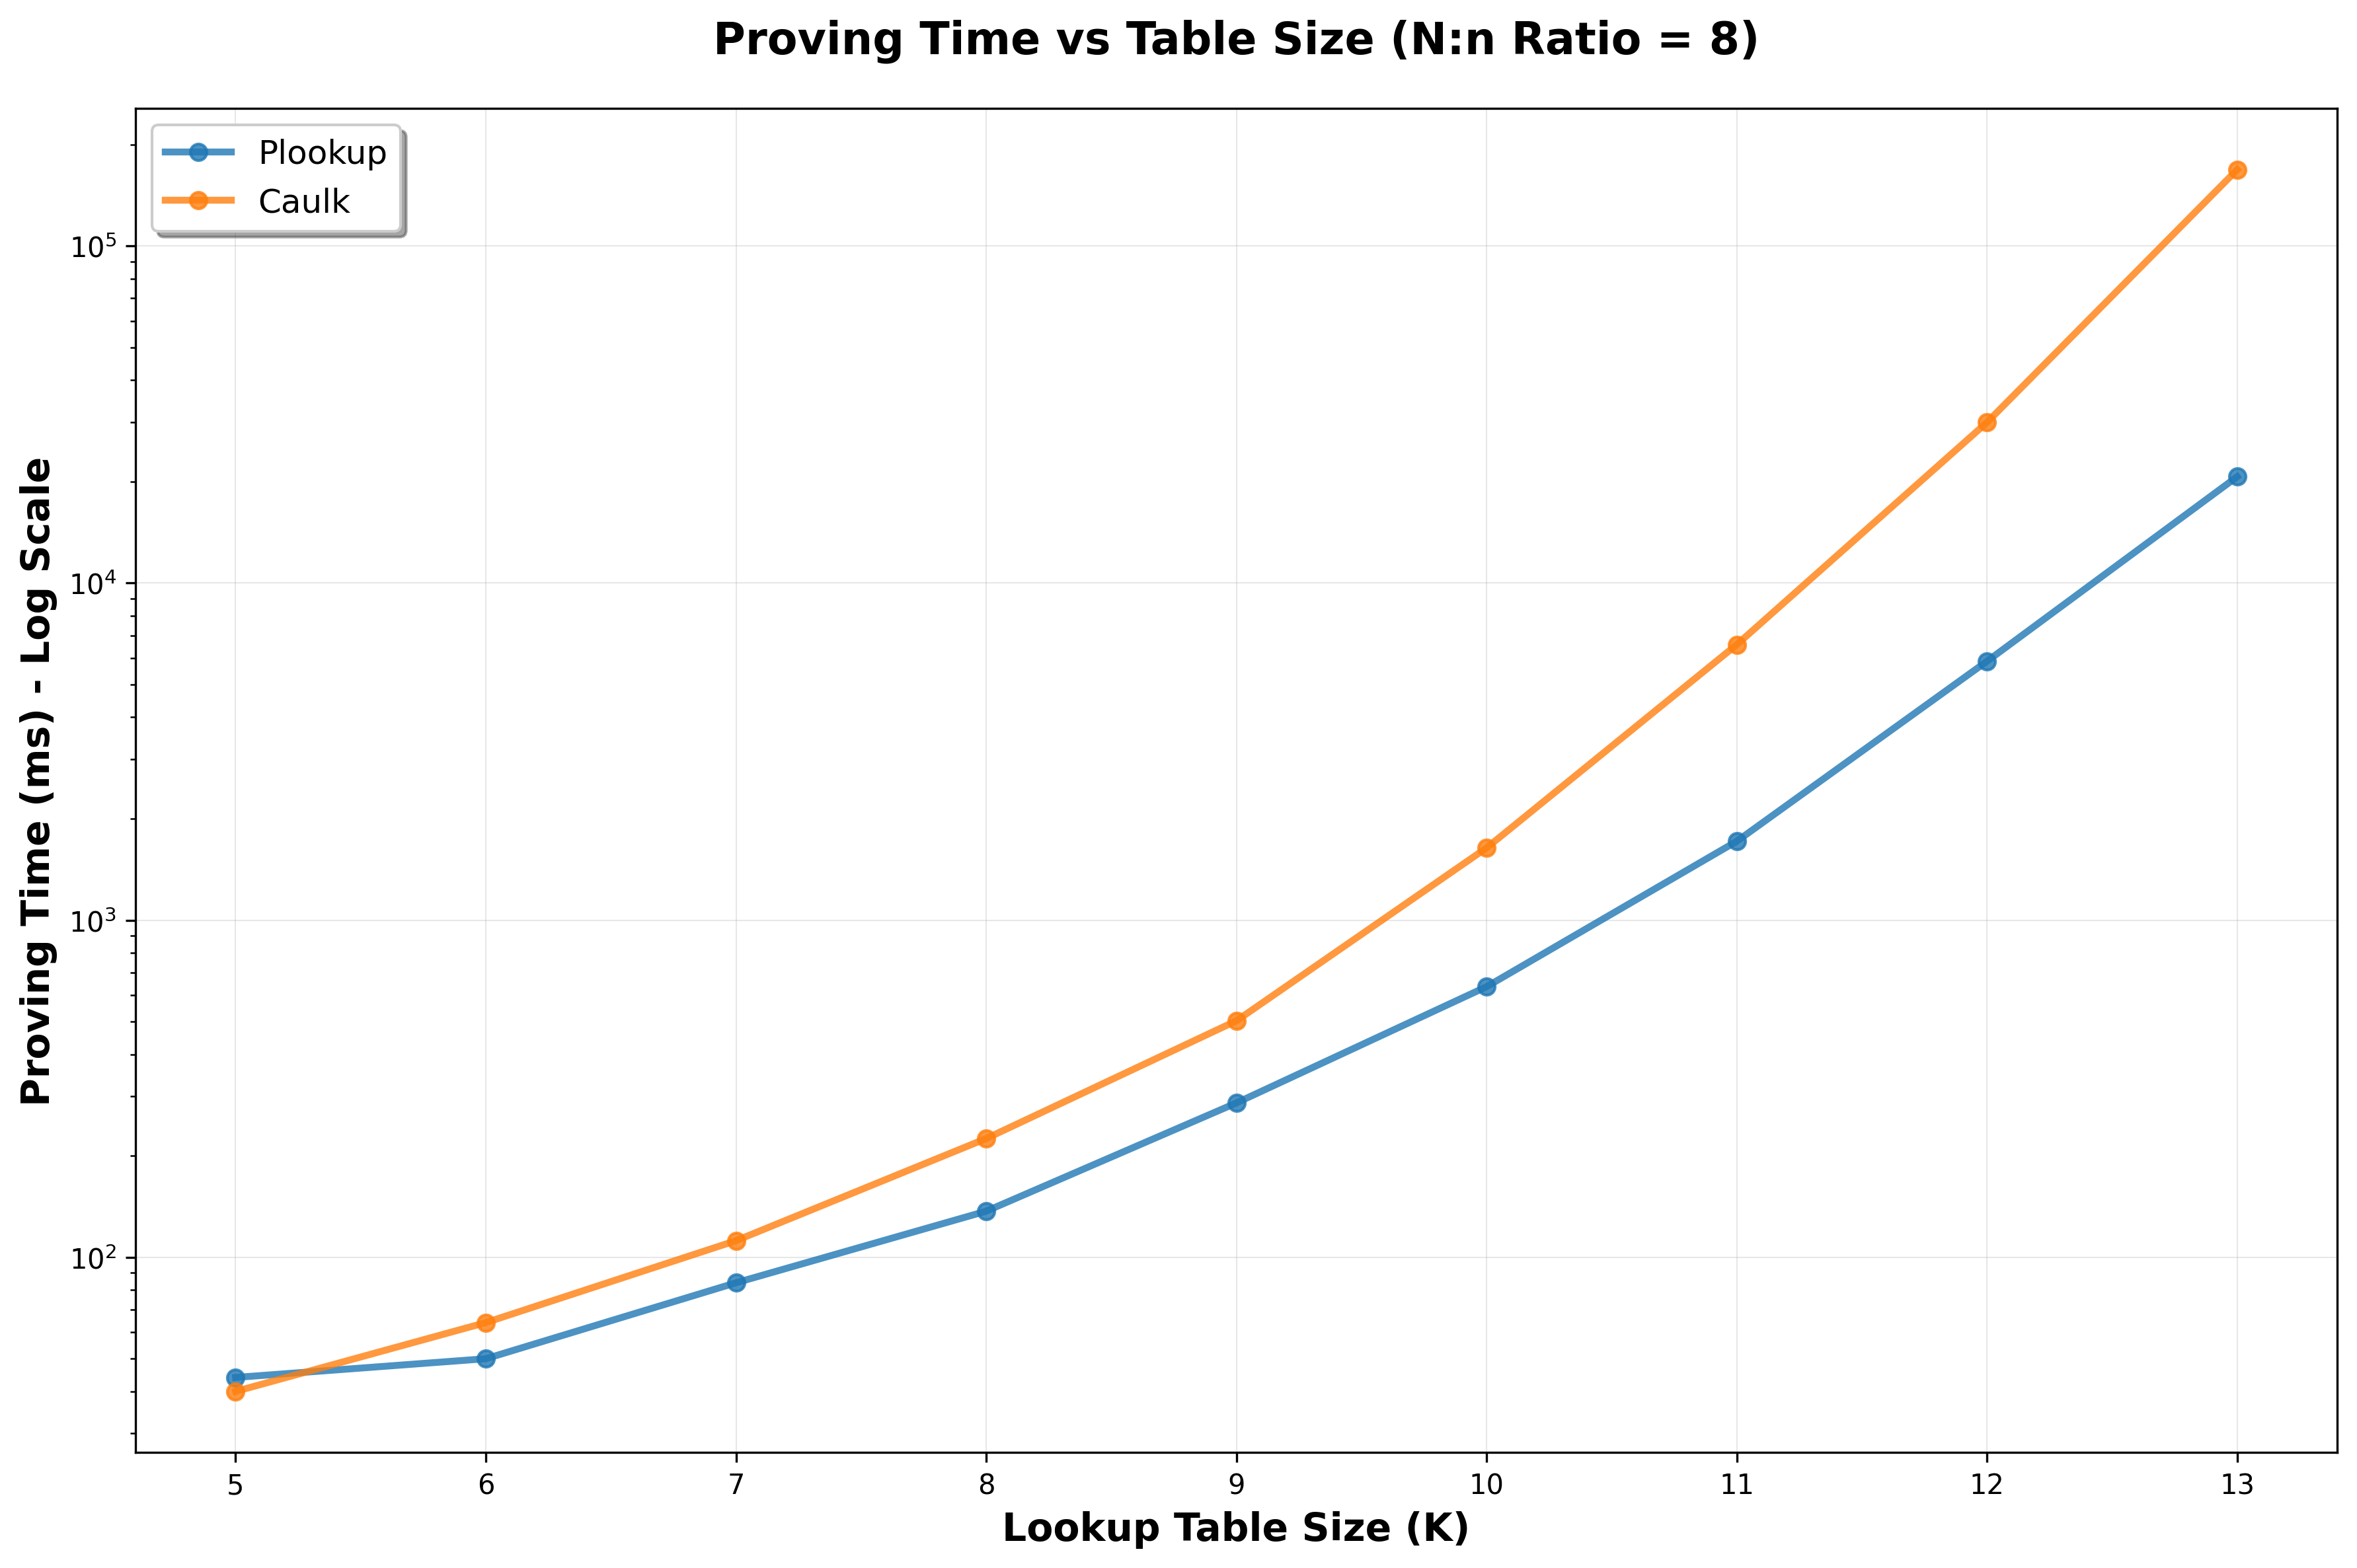 Proving Time vs Table Size (N:n Ratio = 8)
Plookup
Caulk
Proving Time (ms) - Log Scale
10⁵
10⁴
10³
10²
5 6 7 8 9 10 11 12 13
Lookup Table Size (K)